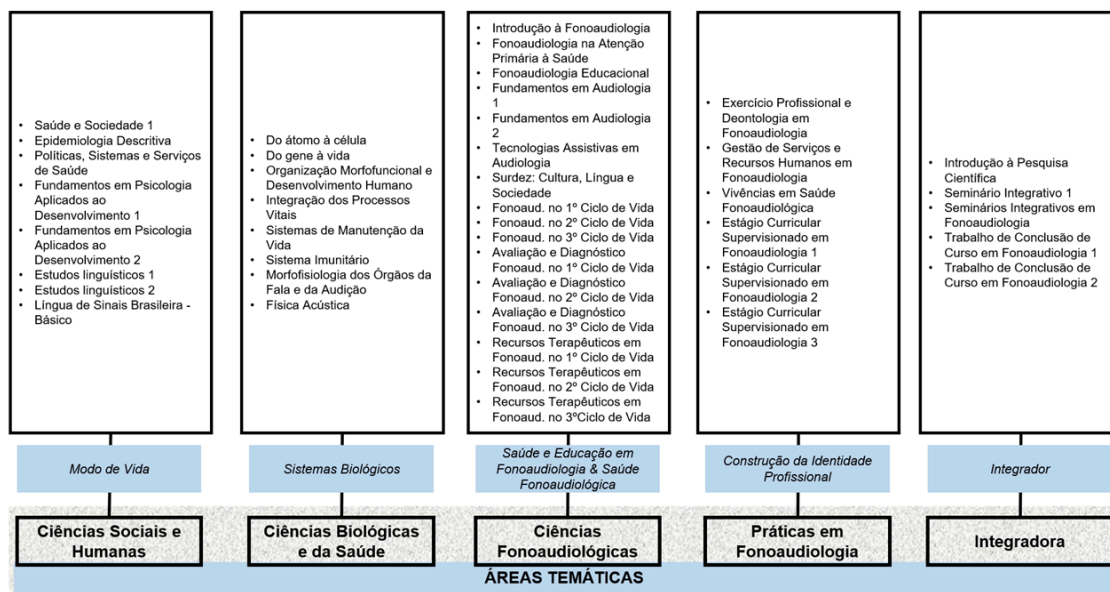 • Saúde e Sociedade 1
• Epidemiologia Descritiva
• Políticas, Sistemas e Serviços
de Saúde
• Fundamentos em Psicologia
Aplicados ao
Desenvolvimento 1
• Fundamentos em Psicologia
Aplicados ao
Desenvolvimento 2
• Estudos linguísticos 1
• Estudos linguísticos 2
• Língua de Sinais Brasileira -
Básico
Modo de Vida
Ciências Sociais e
Humanas
• Do átomo à célula
• Do gene à vida
• Organização Morfofuncional e
Desenvolvimento Humano
• Integração dos Processos
Vitais
• Sistemas de Manutenção da
Vida
• Sistema Imunitário
• Morfofisiologia dos Órgãos da
Fala e da Audição
• Física Acústica
Sistemas Biológicos
Ciências Biológicas
e da Saúde
• Introdução à Fonoaudiologia
• Fonoaudiologia na Atenção
Primária à Saúde
• Fonoaudiologia Educacional
• Fundamentos em Audiologia
1
• Fundamentos em Audiologia
2
• Tecnologias Assistivas em
Audiologia
• Surdez: Cultura, Língua e
Sociedade
• Fonoaud. no 1º Ciclo de Vida
• Fonoaud. no 2º Ciclo de Vida
• Fonoaud. no 3º Ciclo de Vida
• Avaliação e Diagnóstico
Fonoaud. no 1º Ciclo de Vida
• Avaliação e Diagnóstico
Fonoaud. no 2º Ciclo de Vida
• Avaliação e Diagnóstico
Fonoaud. no 3º Ciclo de Vida
• Recursos Terapêuticos em
Fonoaud. no 1º Ciclo de Vida
• Recursos Terapêuticos em
Fonoaud. no 2º Ciclo de Vida
• Recursos Terapêuticos em
Fonoaud. no 3ºCiclo de Vida
Saúde e Educação em
Fonoaudiologia & Saúde
Fonoaudiológica
Ciências
Fonoaudiológicas
• Exercício Profissional e
Deontologia em
Fonoaudiologia
• Gestão de Serviços e
Recursos Humanos em
Fonoaudiologia
• Vivências em Saúde
Fonoaudiológica
• Estágio Curricular
Supervisionado em
Fonoaudiologia 1
• Estágio Curricular
Supervisionado em
Fonoaudiologia 2
• Estágio Curricular
Supervisionado em
Fonoaudiologia 3
Construção da Identidade
Profissional
Práticas em
Fonoaudiologia
• Introdução à Pesquisa
Científica
• Seminário Integrativo 1
• Seminários Integrativos em
Fonoaudiologia
• Trabalho de Conclusão de
Curso em Fonoaudiologia 1
• Trabalho de Conclusão de
Curso em Fonoaudiologia 2
Integrador
Integradora
ÁREAS TEMÁTICAS